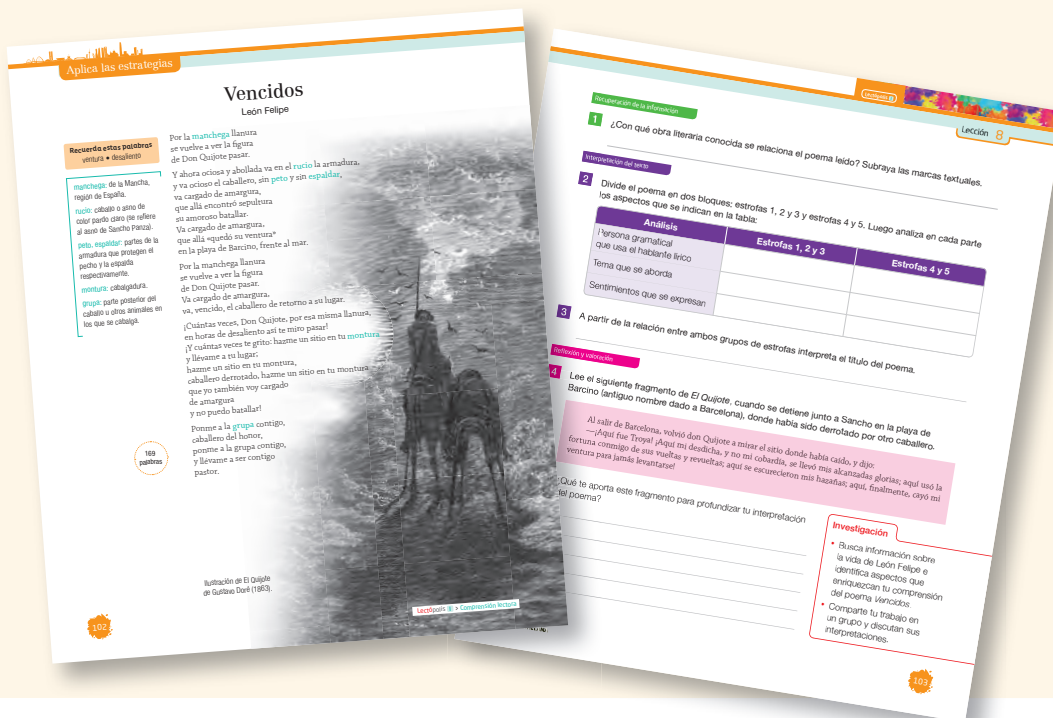 Aplica las estrategias
Vencidos
León Felipe
Recuerda estas palabras
ventura • desaliento
manchega: de la Mancha,
región de España.
rucio: caballo o asno de
color pardo claro (se refiere
al asno de Sancho Panza).
peto, espaldar: partes de la
armadura que protegen el
pecho y la espalda
respectivamente.
montura: cabalgadura.
grupa: parte posterior del
caballo u otros animales en
los que se cabalga.
Por la manchega llanura
se vuelve a ver la figura
de Don Quijote pasar.
Y ahora ociosa y abollada va en el rucio la armadura,
y va ocioso el caballero, sin peto y sin espaldar,
va cargado de amargura,
que allá encontró sepultura
su amoroso batallar.
Va cargado de amargura,
que allá «quedó su ventura»
en la playa de Barcino, frente al mar.
Por la manchega llanura
se vuelve a ver la figura
de Don Quijote pasar.
Va cargado de amargura,
va, vencido, el caballero de retorno a su lugar.
¡Cuántas veces, Don Quijote, por esa misma llanura,
en horas de desaliento así te miro pasar!
¡Y cuántas veces te grito: hazme un sitio en tu montura
y llévame a tu lugar;
hazme un sitio en tu montura,
caballero derrotado, hazme un sitio en tu montura
que yo también voy cargado
de amargura
y no puedo batallar!
Ponme a la grupa contigo,
caballero del honor,
ponme a la grupa contigo,
y llévame a ser contigo
pastor.
169
palabras
Ilustración de El Quijote
de Gustavo Doré (1863).
Lectópolis > Comprensión lectora
102
Lectópolis
Lección 8
Recuperación de la información
1 ¿Con qué obra literaria conocida se relaciona el poema leído? Subraya las marcas textuales.
Interpretación del texto
2 Divide el poema en dos bloques: estrofas 1, 2 y 3 y estrofas 4 y 5. Luego analiza en cada parte
los aspectos que se indican en la tabla:
Análisis Estrofas 1, 2 y 3 Estrofas 4 y 5
Persona gramatical
que usa el hablante lírico
Tema que se aborda
Sentimientos que se expresan
3 A partir de la relación entre ambos grupos de estrofas interpreta el título del poema.
Reflexión y valoración
4 Lee el siguiente fragmento de El Quijote, cuando se detiene junto a Sancho en la playa de
Barcino (antiguo nombre dado a Barcelona), donde había sido derrotado por otro caballero.
Al salir de Barcelona, volvió don Quijote a mirar el sitio donde había caído, y dijo:
—¡Aquí fue Troya! ¡Aquí mi desdicha, y no mi cobardía, se llevó mis alcanzadas glorias; aquí usó la
fortuna conmigo de sus vueltas y revueltas; aquí se escurecieron mis hazañas; aquí, finalmente, cayó mi
ventura para jamás levantarse!
¿Qué te aporta este fragmento para profundizar tu interpretación
del poema?
Investigación
• Busca información sobre
la vida de León Felipe e
identifica aspectos que
enriquezcan tu comprensión
del poema Vencidos
• Comparte tu trabajo en
un grupo y discutan sus
interpretaciones.
103